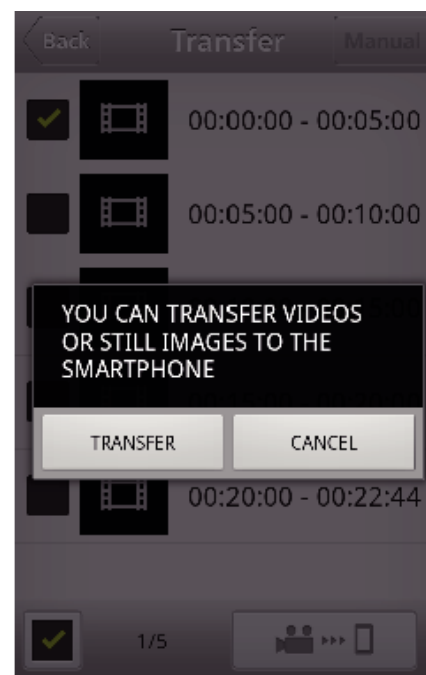 Back
Transfer
Manual
00:00:00 - 00:05:00
00:05:00 - 00:10:00
YOU CAN TRANSFER VIDEOS
OR STILL IMAGES TO THE
SMARTPHONE
TRANSFER
CANCEL
00:20:00 - 00:22:44
1/5